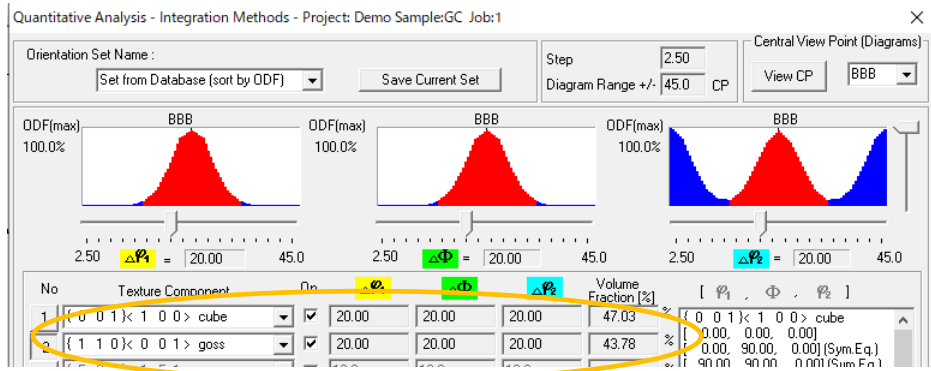 Quantitative Analysis - Integration Methods - Project: Demo Sample:GC Job:1
Orientation Set Name :
Set from Database (sort by ODF)
Save Current Set
Step 2.50
Diagram Range +/- 45.0 CP
Central View Point (Diagrams)
View CP
BBB
ODF(max) BBB ODF(max) BBB ODF(max) BBB
100.0% 100.0% 100.0%
2.50 △φ1 = 20.00 45.0 2.50 △Φ = 20.00 45.0 2.50 △φ2 = 20.00 45.0
No Texture Component On △φ1 △Φ △φ2 Volume Fraction [%] [ φ1 , Φ , φ2 ]
1 { 0 0 1}< 1 0 0> cube 20.00 20.00 20.00 47.03 % { 0 0 1}< 1 0 0> cube
[ 0.00, 0.00, 0.00]
2 { 1 1 0}< 0 0 1> goss 20.00 20.00 20.00 43.78 % [ 0.00, 90.00, 0.00] (Sym.Eq.)
[ 90.00, 90.00, 0.00] (Sym.Eq.)